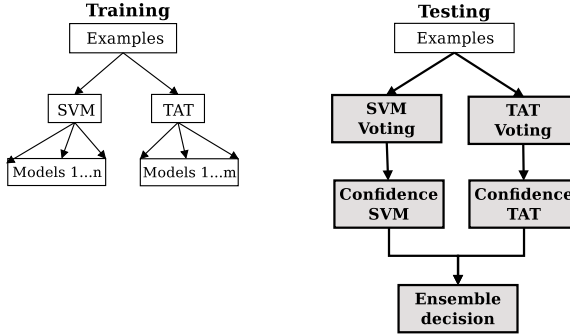 Training
Examples
SVM
TAT
Models 1...n
Models 1...m
Testing
Examples
SVM
Voting
TAT
Voting
Confidence
SVM
Confidence
TAT
Ensemble
decision